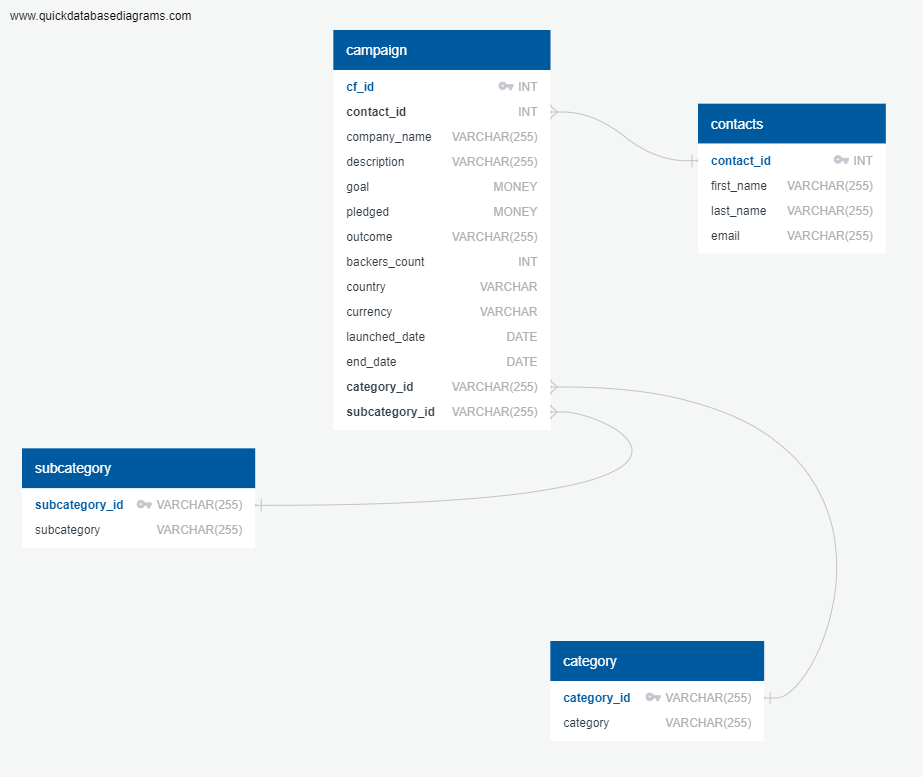 www.quickdatabasediagrams.com
campaign
cf_id INT
contact_id INT
company_name VARCHAR(255)
description VARCHAR(255)
goal MONEY
pledged MONEY
outcome VARCHAR(255)
backers_count INT
country VARCHAR
currency VARCHAR
launched_date DATE
end_date DATE
category_id VARCHAR(255)
subcategory_id VARCHAR(255)
contacts
contact_id INT
first_name VARCHAR(255)
last_name VARCHAR(255)
email VARCHAR(255)
subcategory
subcategory_id VARCHAR(255)
subcategory VARCHAR(255)
category
category_id VARCHAR(255)
category VARCHAR(255)